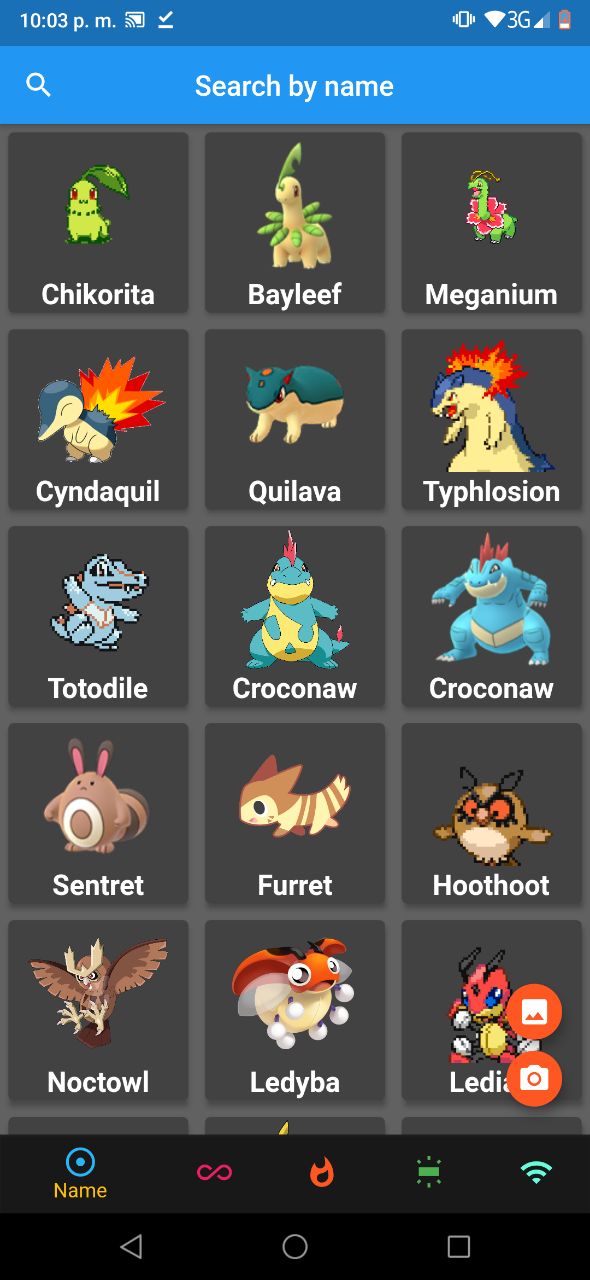 10:03 p. m. 3G
Search by name
Chikorita Bayleef Meganium
Cyndaquil Quilava Typhlosion
Totodile Croconaw Croconaw
Sentret Furret Hoothoot
Noctowl Ledyba Ledia
Name